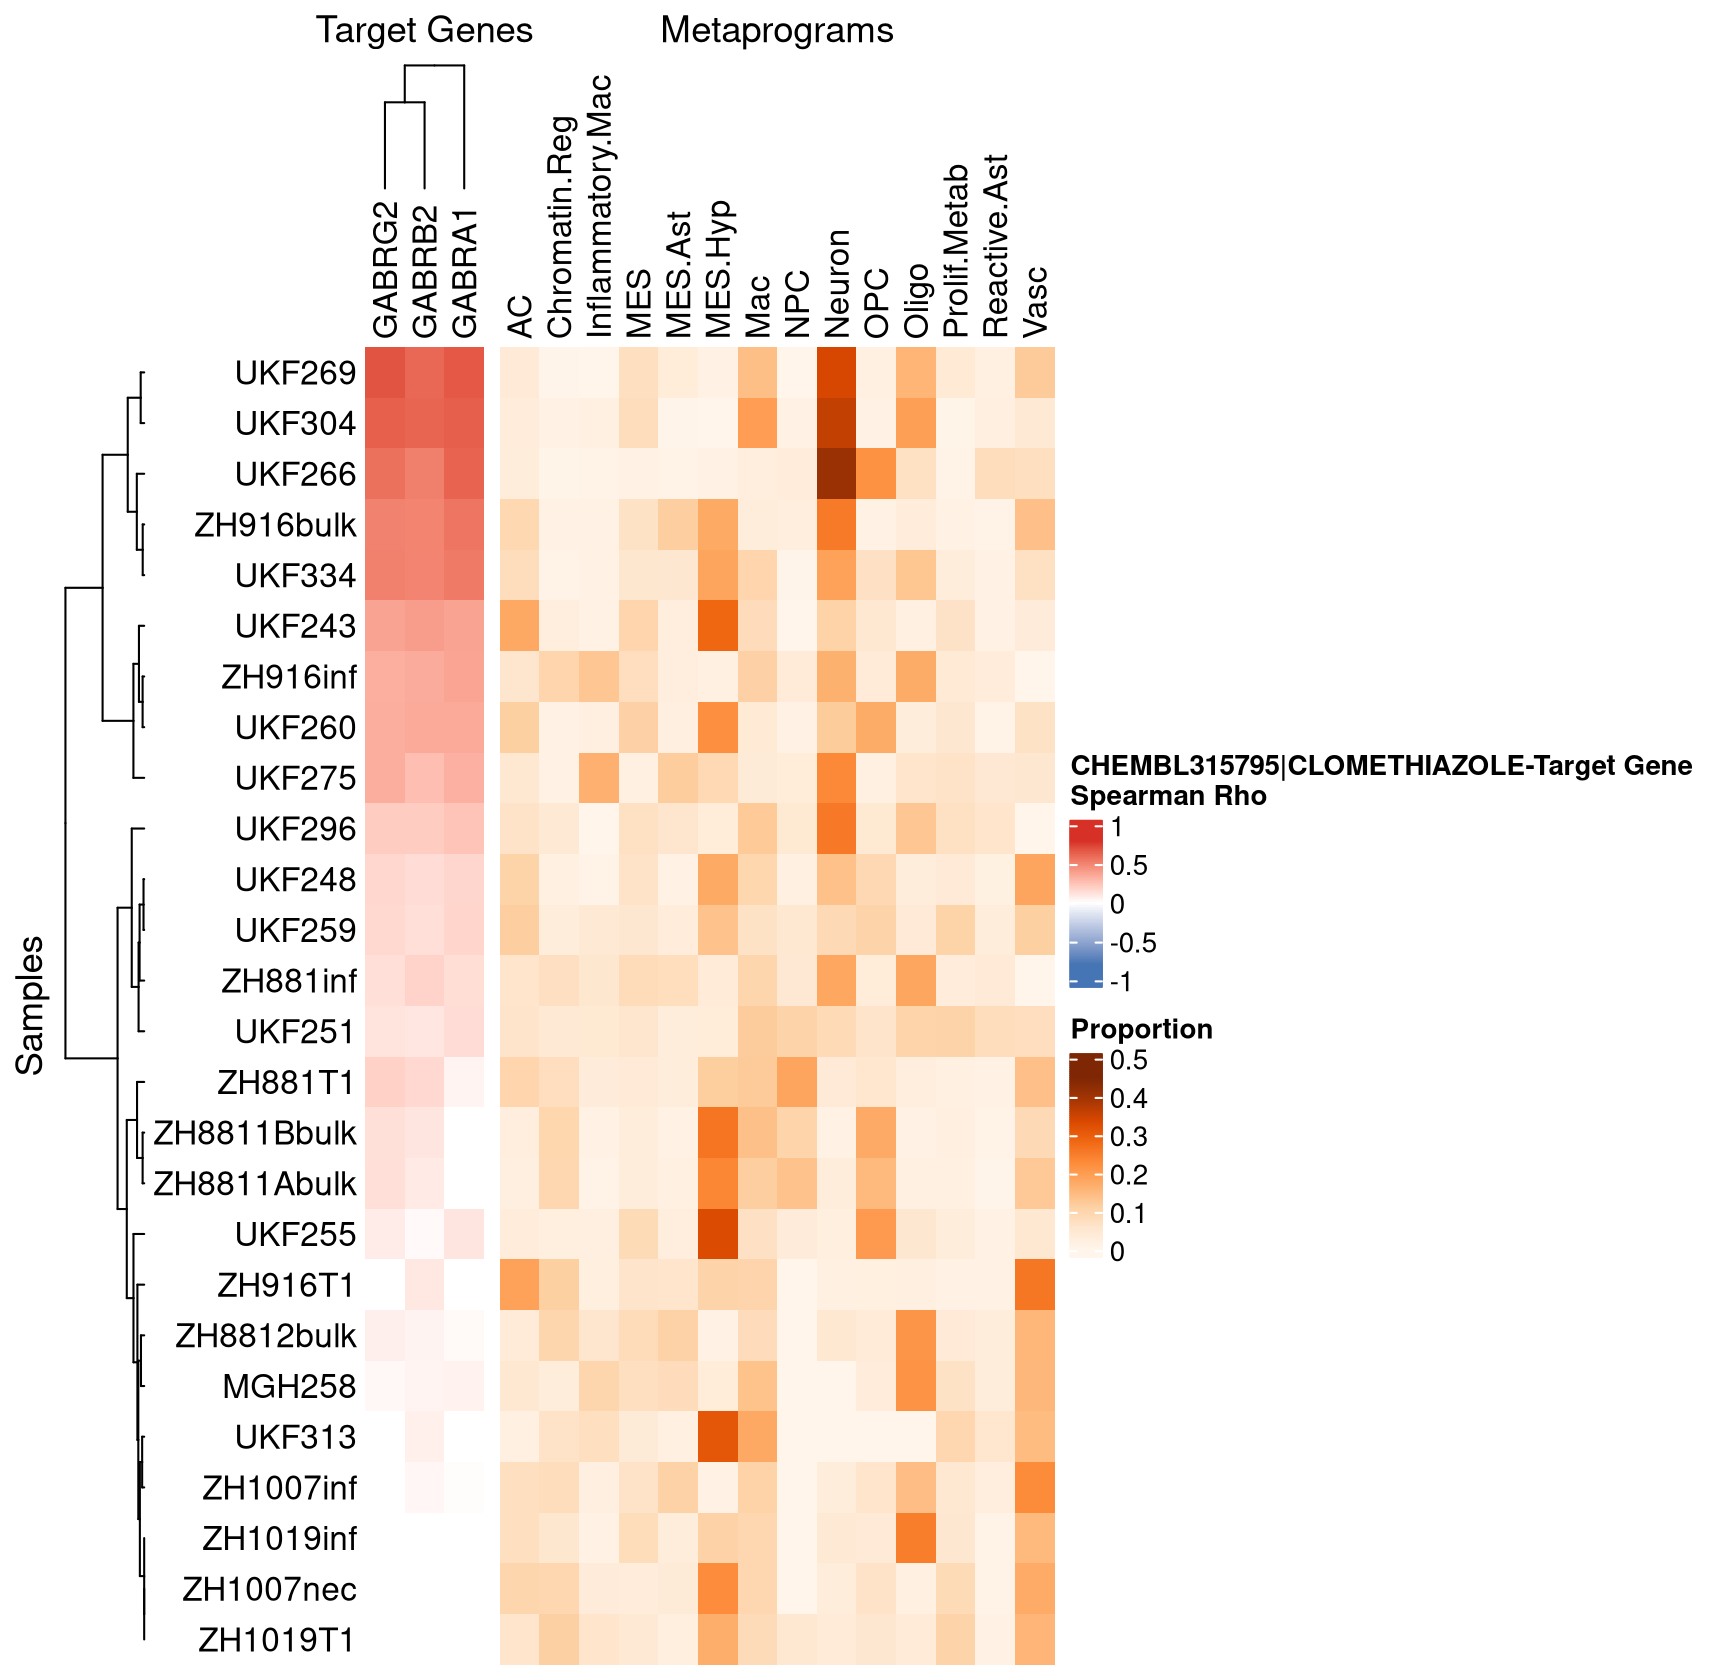 Target Genes
Metaprograms
GABRG2
GABRB2
GABRA1
AC
Chromatin.Reg
Inflammatory.Mac
MES
MES.Ast
MES.Hyp
Mac
NPC
Neuron
OPC
Oligo
Prolif.Metab
Reactive.Ast
Vasc
Samples
UKF269
UKF304
UKF266
ZH916bulk
UKF334
UKF243
ZH916inf
UKF260
UKF275
UKF296
UKF248
UKF259
ZH881inf
UKF251
ZH881T1
ZH8811Bbulk
ZH8811Abulk
UKF255
ZH916T1
ZH8812bulk
MGH258
UKF313
ZH1007inf
ZH1019inf
ZH1007nec
ZH1019T1
CHEMBL315795|CLOMETHIAZOLE-Target Gene
Spearman Rho
1
0.5
0
-0.5
-1
Proportion
0.5
0.4
0.3
0.2
0.1
0